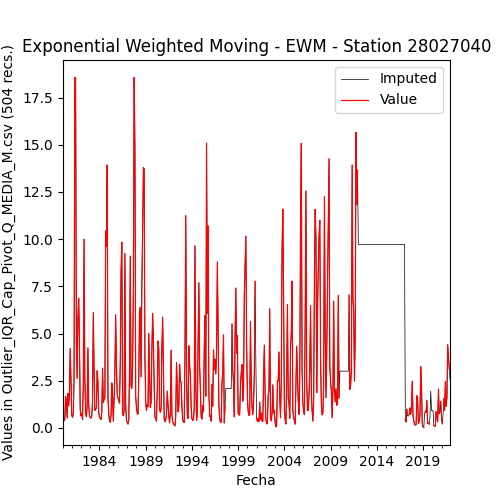 Exponential Weighted Moving - EWM - Station 28027040
Values in Outlier_IQR_Cap_Pivot_Q_MEDIA_M.csv (504 recs.)
Imputed
Value
17.5
15.0
12.5
10.0
7.5
5.0
2.5
0.0
1984 1989 1994 1999 2004 2009 2014 2019
Fecha